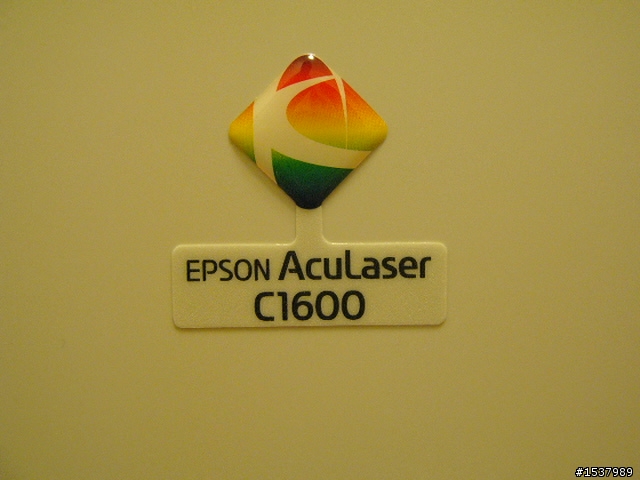 EPSON AcuLaser
C1600
#1537989